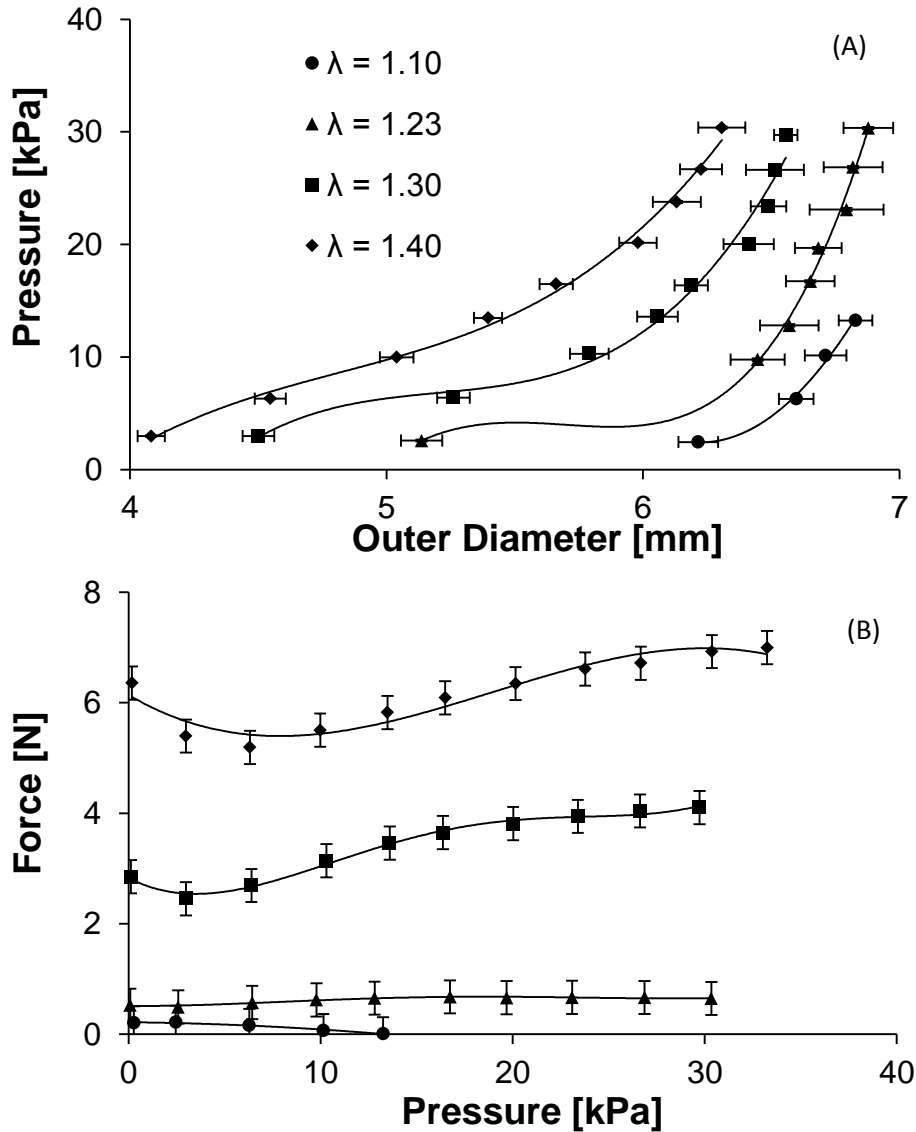 40
(A)
λ = 1.10
30
λ = 1.23
λ = 1.30
20
λ = 1.40
10
0
Pressure [kPa]
4 5 6 7
Outer Diameter [mm]
8
(B)
6
4
2
0
Force [N]
0 10 20 30 40
Pressure [kPa]